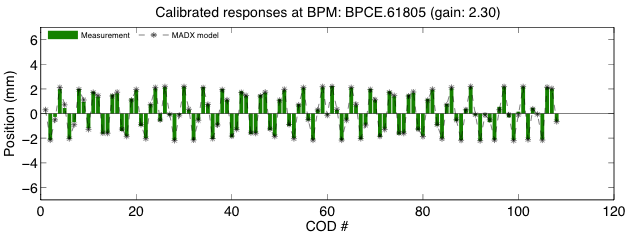 Calibrated responses at BPM: BPCE.61805 (gain: 2.30)
Measurement
MADX model
Position (mm)
6
4
2
0
−2
−4
−6
0 20 40 60 80 100 120
COD #